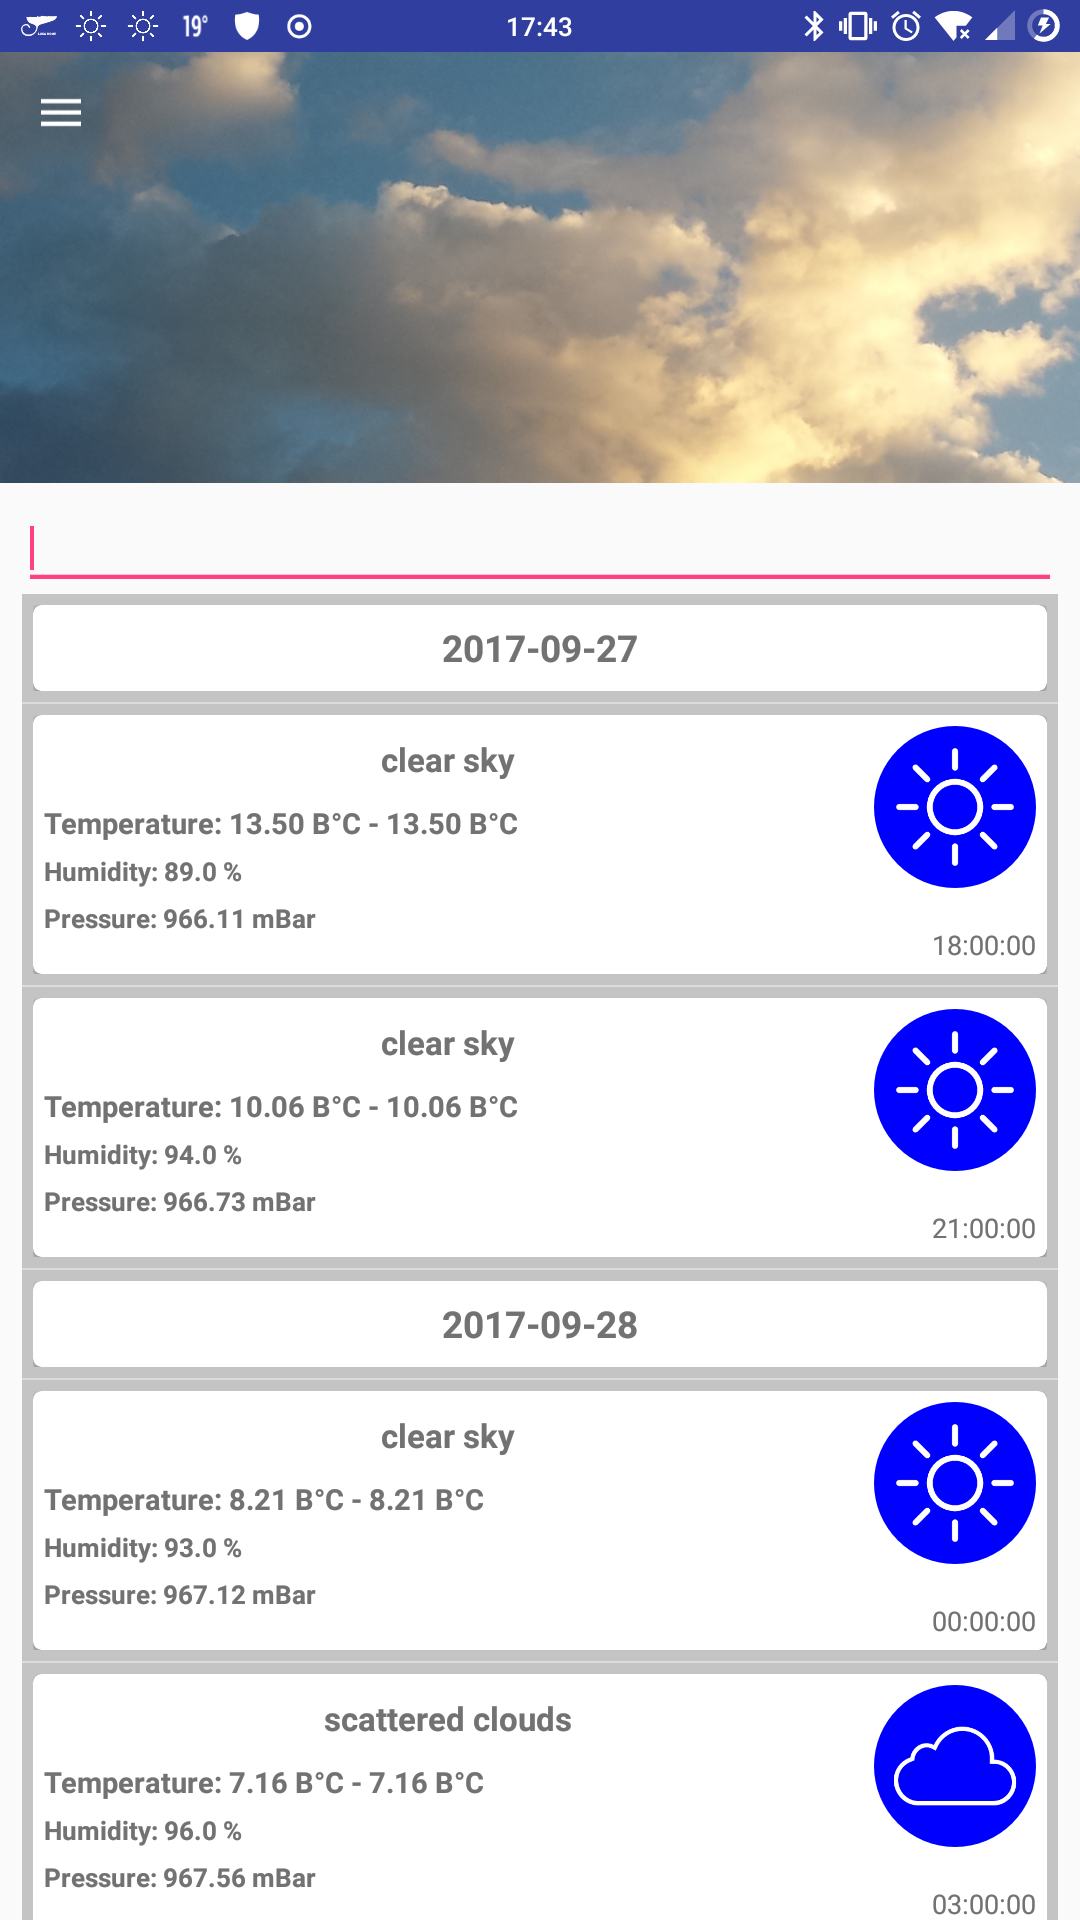 19°
17:43
2017-09-27
clear sky
Temperature: 13.50 B°C - 13.50 B°C
Humidity: 89.0 %
Pressure: 966.11 mBar
18:00:00
clear sky
Temperature: 10.06 B°C - 10.06 B°C
Humidity: 94.0 %
Pressure: 966.73 mBar
21:00:00
2017-09-28
clear sky
Temperature: 8.21 B°C - 8.21 B°C
Humidity: 93.0 %
Pressure: 967.12 mBar
00:00:00
scattered clouds
Temperature: 7.16 B°C - 7.16 B°C
Humidity: 96.0 %
Pressure: 967.56 mBar
03:00:00